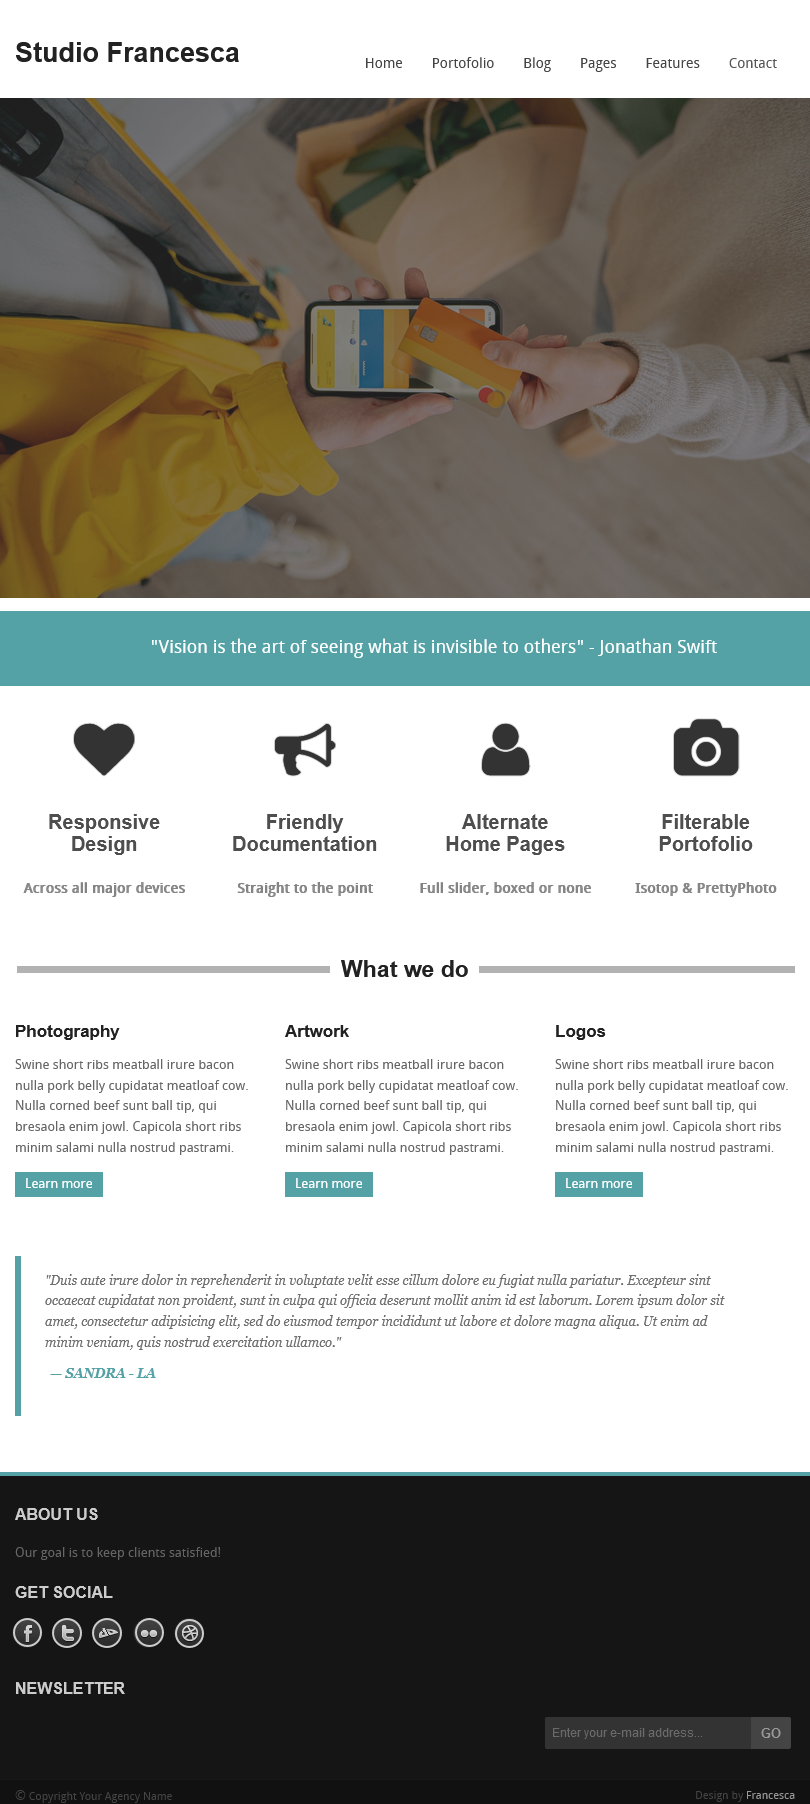 Studio Francesca
Home Portofolio Blog Pages Features Contact
"Vision is the art of seeing what is invisible to others" - Jonathan Swift
Responsive
Design
Across all major devices
Friendly
Documentation
Straight to the point
Alternate
Home Pages
Full slider, boxed or none
Filterable
Portofolio
Isotop & PrettyPhoto
What we do
Photography
Swine short ribs meatball irure bacon
nulla pork belly cupidatat meatloaf cow.
Nulla corned beef sunt ball tip, qui
bresaola enim jowl. Capicola short ribs
minim salami nulla nostrud pastrami.
Learn more
Artwork
Swine short ribs meatball irure bacon
nulla pork belly cupidatat meatloaf cow.
Nulla corned beef sunt ball tip, qui
bresaola enim jowl. Capicola short ribs
minim salami nulla nostrud pastrami.
Learn more
Logos
Swine short ribs meatball irure bacon
nulla pork belly cupidatat meatloaf cow.
Nulla corned beef sunt ball tip, qui
bresaola enim jowl. Capicola short ribs
minim salami nulla nostrud pastrami.
Learn more
"Duis aute irure dolor in reprehenderit in voluptate velit esse cillum dolore eu fugiat nulla pariatur. Excepteur sint
occaecat cupidatat non proident, sunt in culpa qui officia deserunt mollit anim id est laborum. Lorem ipsum dolor sit
amet, consectetur adipisicing elit, sed do eiusmod tempor incididunt ut labore et dolore magna aliqua. Ut enim ad
minim veniam, quis nostrud exercitation ullamco."
— SANDRA - LA
ABOUT US
Our goal is to keep clients satisfied!
GET SOCIAL
NEWSLETTER
Enter your e-mail address... GO
© Copyright Your Agency Name
Design by Francesca